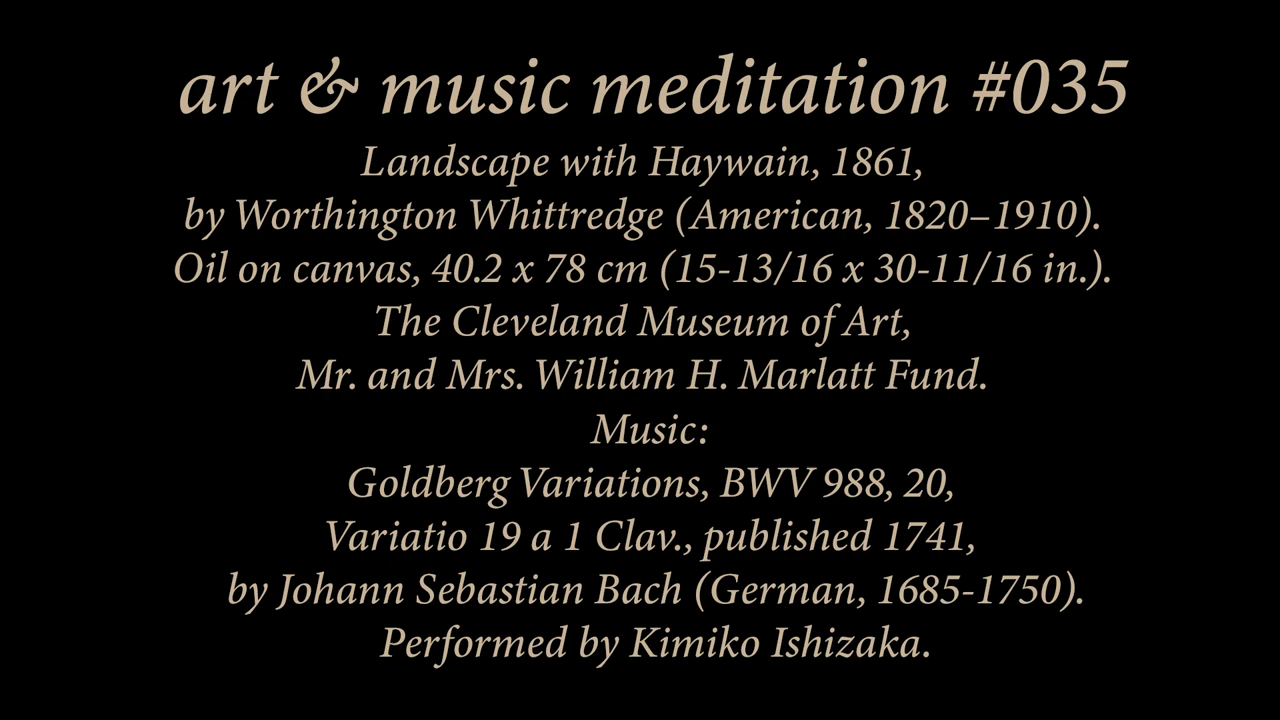 art & music meditation #035
Landscape with Haywain, 1861,
by Worthington Whittredge (American, 1820–1910).
Oil on canvas, 40.2 x 78 cm (15-13/16 x 30-11/16 in.).
The Cleveland Museum of Art,
Mr. and Mrs. William H. Marlatt Fund.
Music:
Goldberg Variations, BWV 988, 20,
Variatio 19 a 1 Clav., published 1741,
by Johann Sebastian Bach (German, 1685-1750).
Performed by Kimiko Ishizaka.